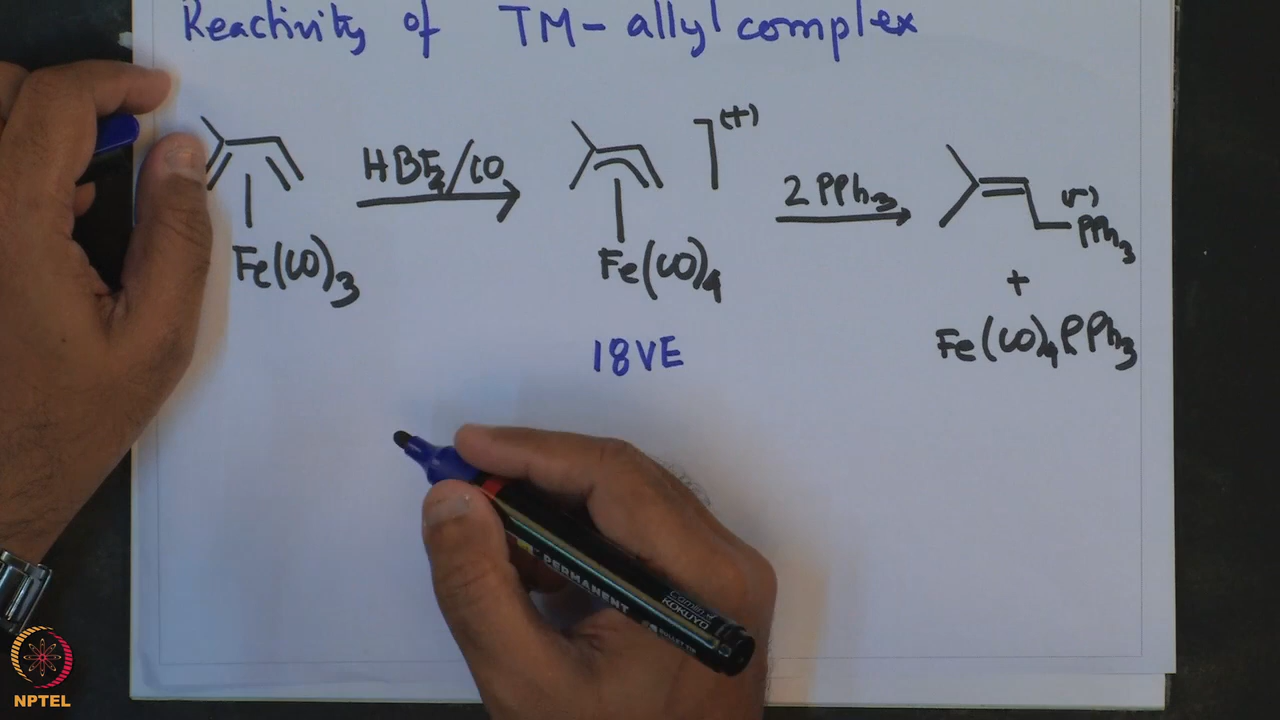 Reactivity of TM-allyl complex
HBF4/CO
](+)
2 PPh3
(+)
PPh3
Fe(CO)3
Fe(CO)4
+
Fe(CO)4PPh3
18VE
PERMANENT
Camlin
KOKUYO
NPTEL